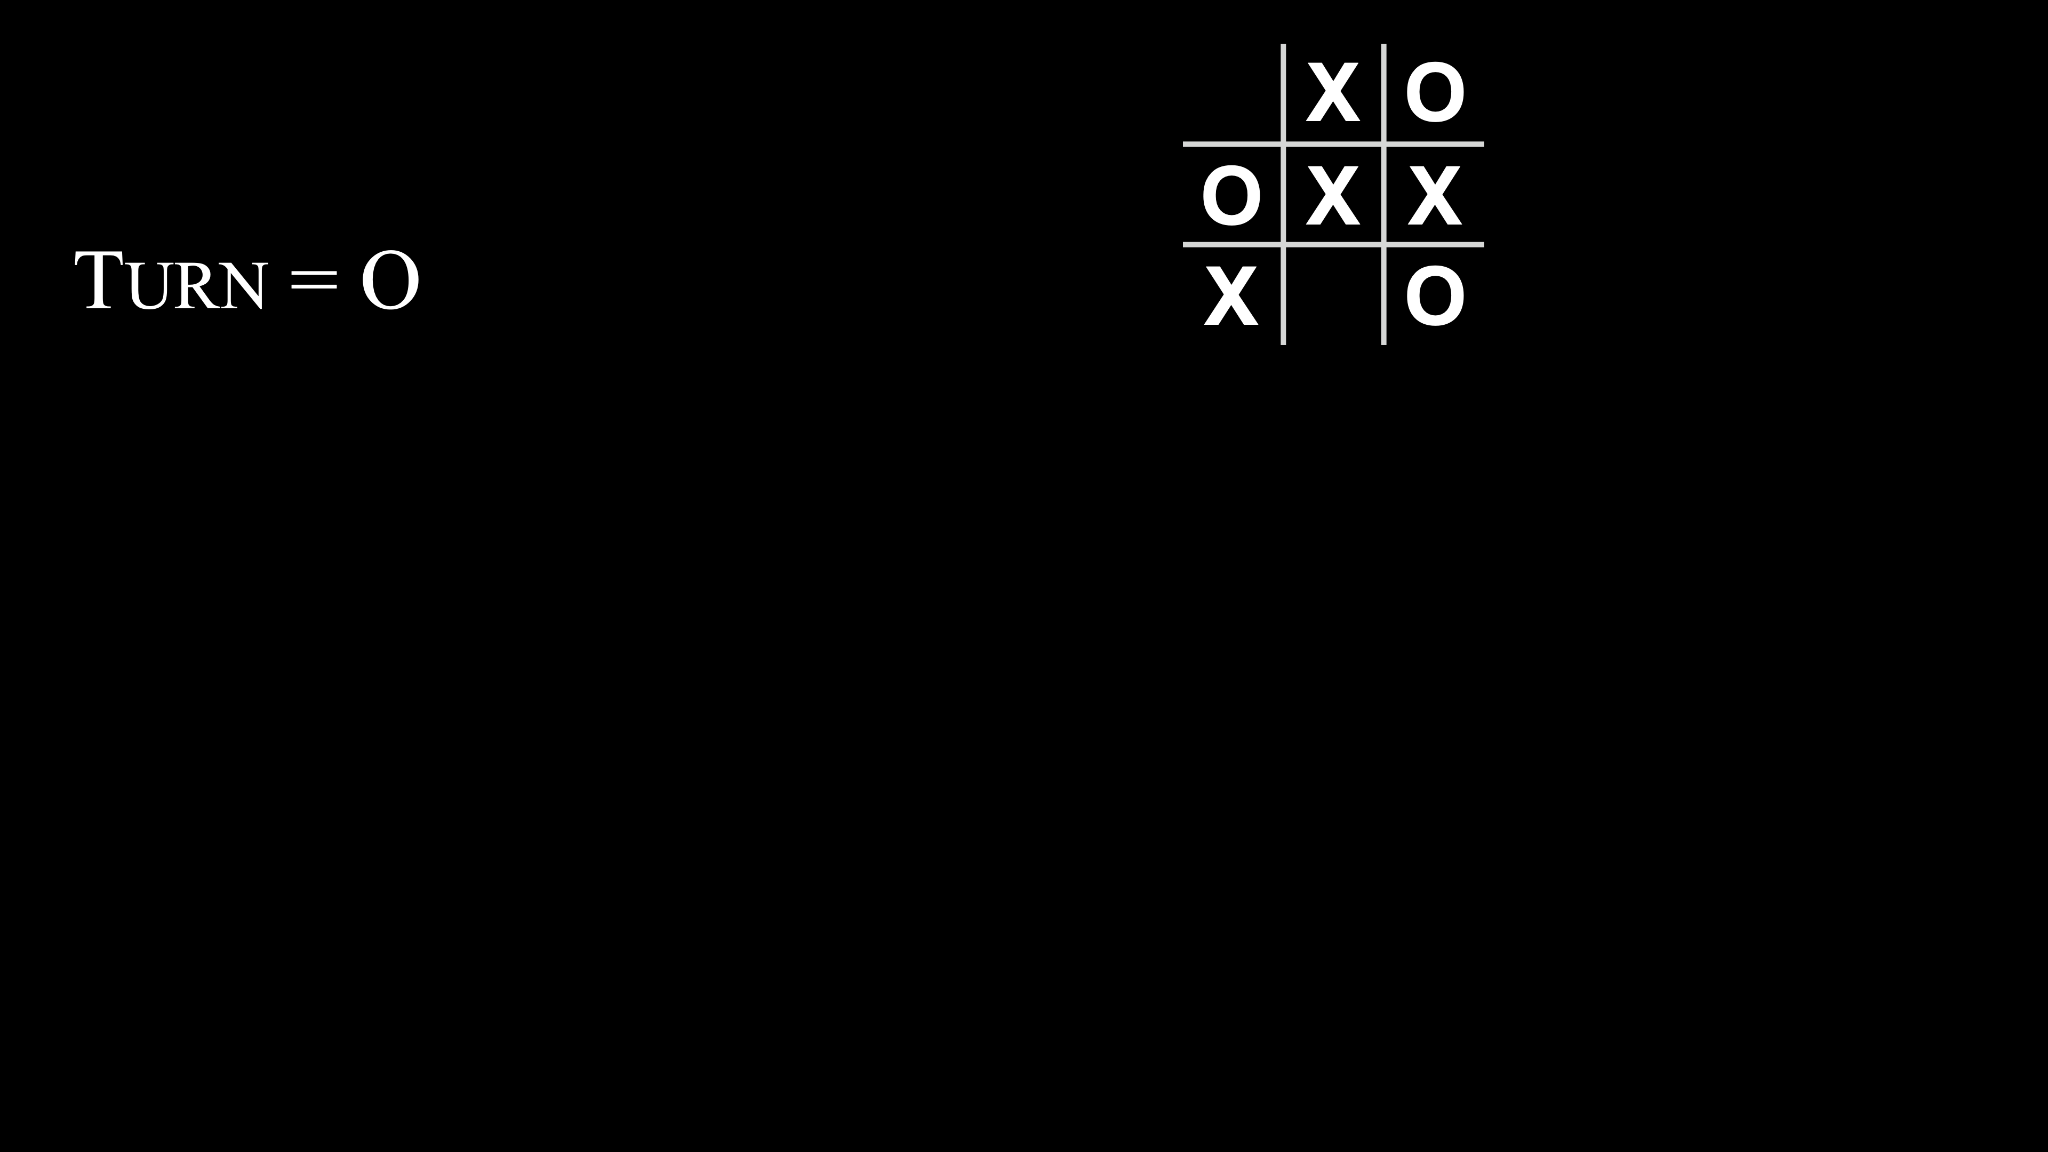 X O
O X X
TURN = O
X O